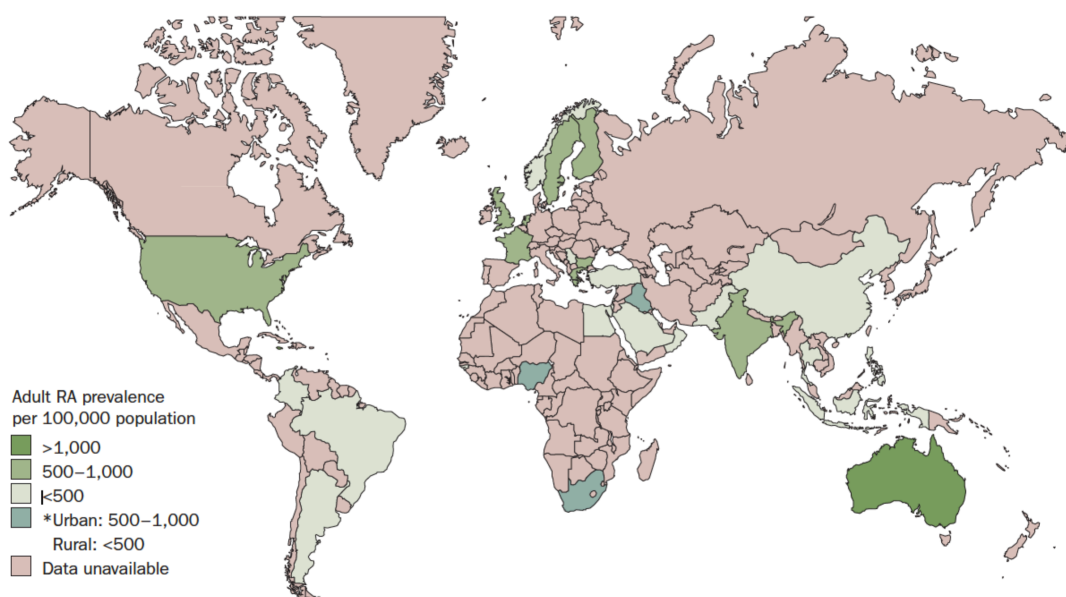 Adult RA prevalence
per 100,000 population
>1,000
500–1,000
<500
*Urban: 500–1,000
Rural: <500
Data unavailable